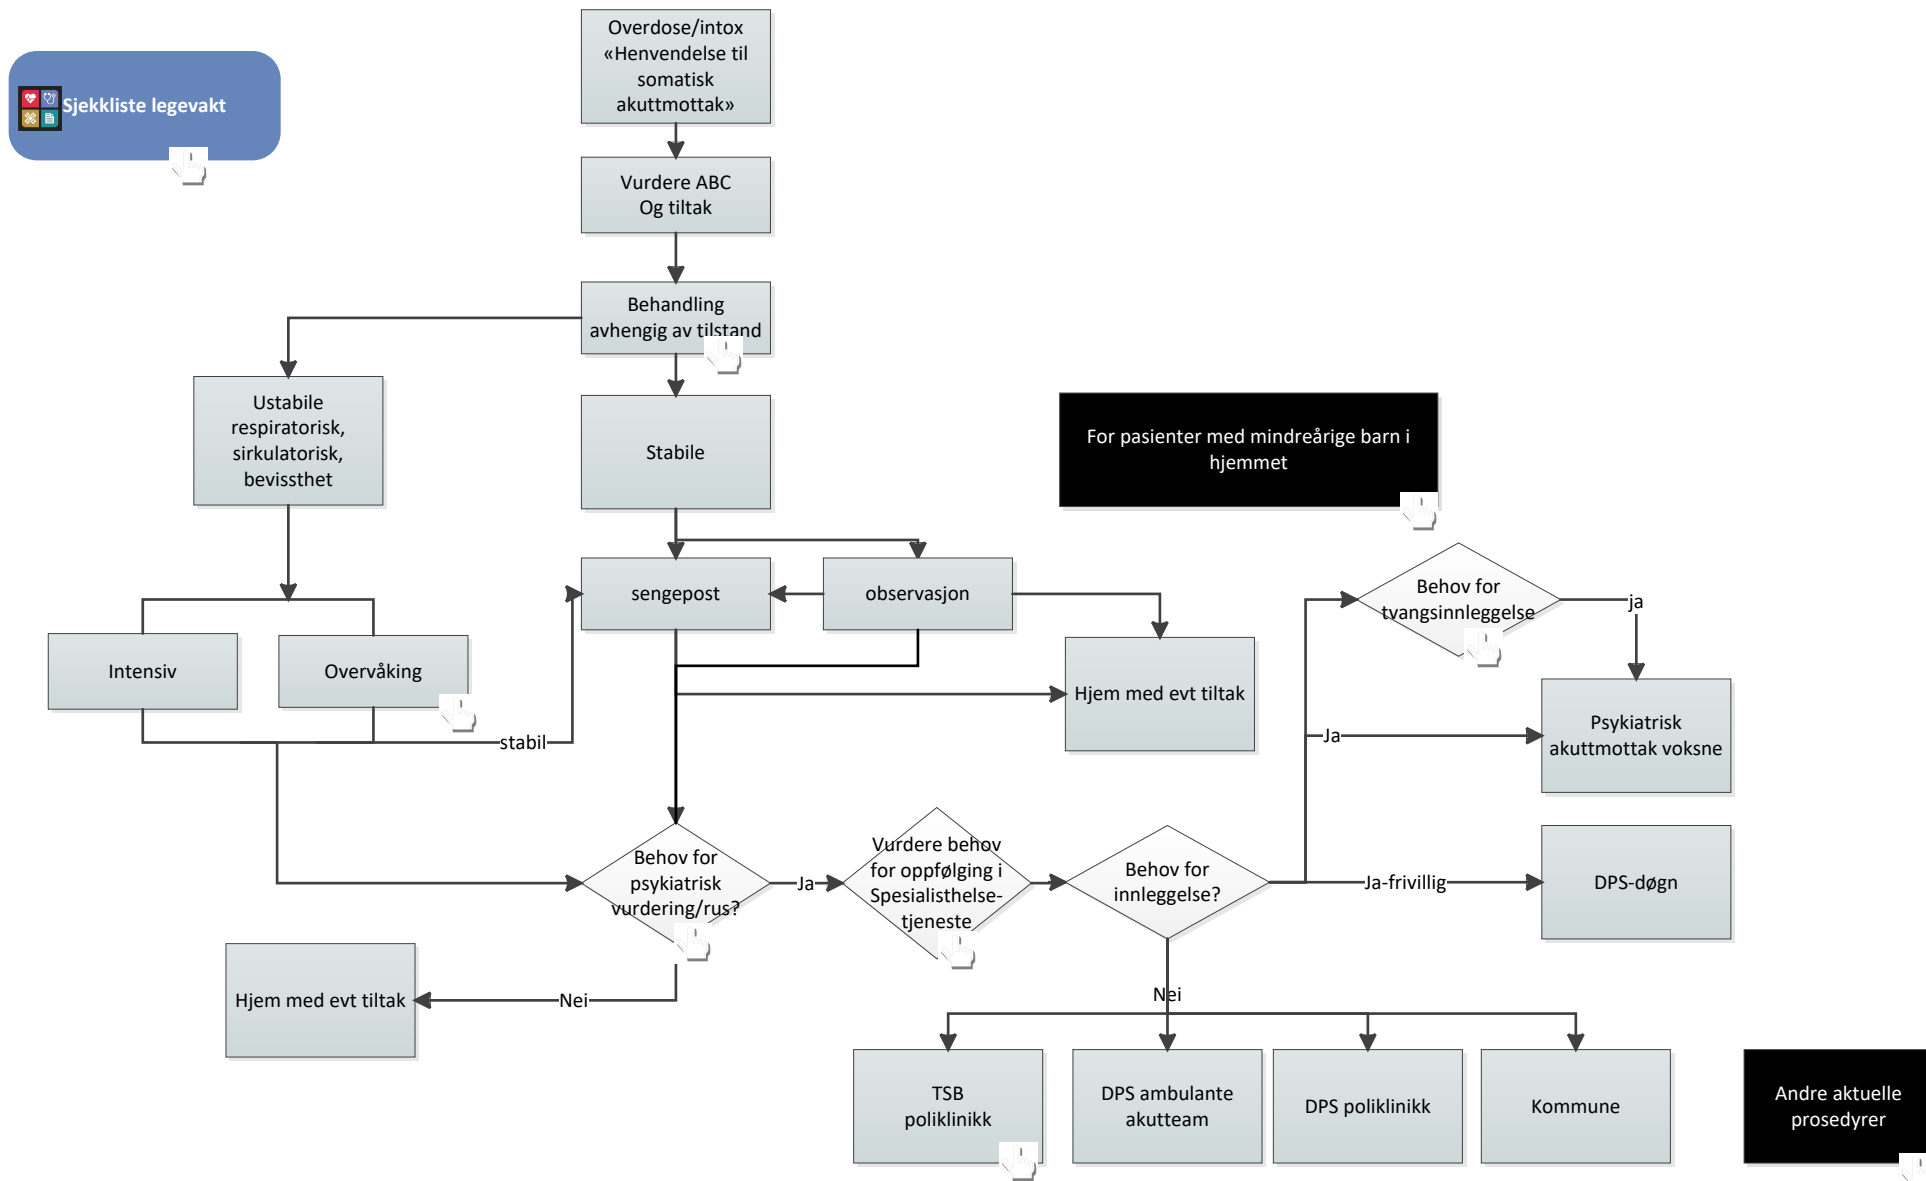 Overdose/intox
«Henvendelse til
somatisk
akuttmottak»
Sjekkliste legevakt
Vurdere ABC
Og tiltak
Behandling
avhengig av tilstand
Ustabile
respiratorisk,
sirkulatorisk,
bevissthet
Stabile
For pasienter med mindreårige barn i
hjemmet
sengepost
observasjon
Behov for
tvangsinnleggelse
ja
Intensiv
Overvåking
Hjem med evt tiltak
stabil
Ja
Psykiatrisk
akuttmottak voksne
Behov for
psykiatrisk
vurdering/rus?
Ja
Vurdere behov
for oppfølging i
Spesialisthelse-
tjeneste
Behov for
innleggelse?
Ja-frivillig
DPS-døgn
Hjem med evt tiltak
Nei
Nei
TSB
poliklinikk
DPS ambulante
akutteam
DPS poliklinikk
Kommune
Andre aktuelle
prosedyrer